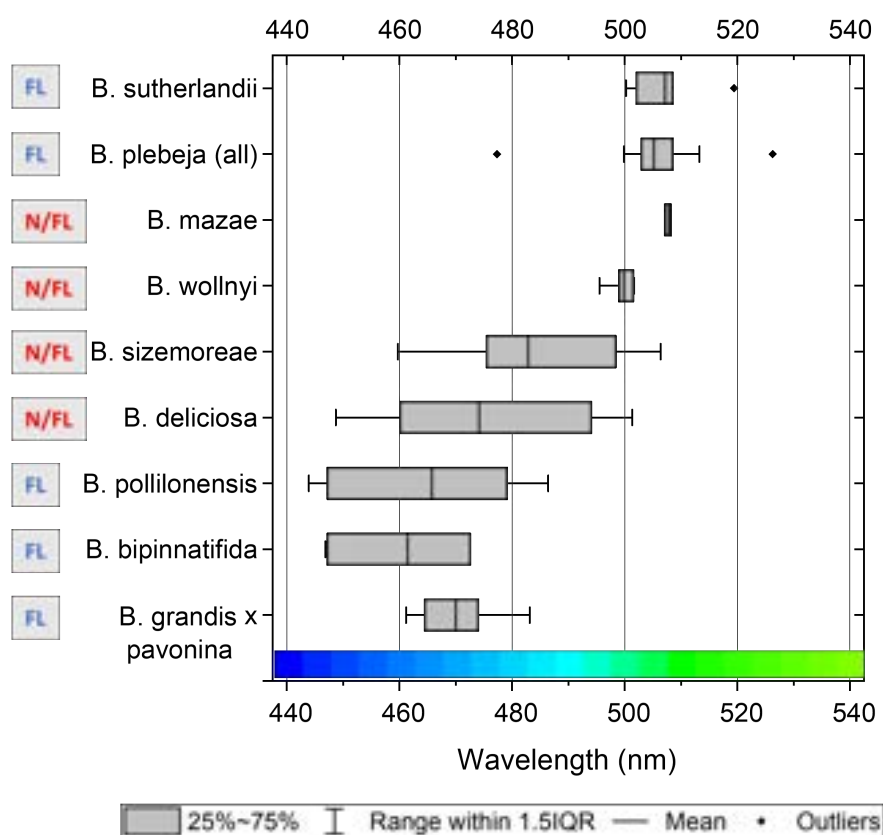 440 460 480 500 520 540
FL B. sutherlandii
FL B. plebeja (all)
N/FL B. mazae
N/FL B. wollnyi
N/FL B. sizemoreae
N/FL B. deliciosa
FL B. pollilonensis
FL B. bipinnatifida
FL B. grandis x
pavonina
440 460 480 500 520 540
Wavelength (nm)
25%~75% Range within 1.5IQR Mean Outliers